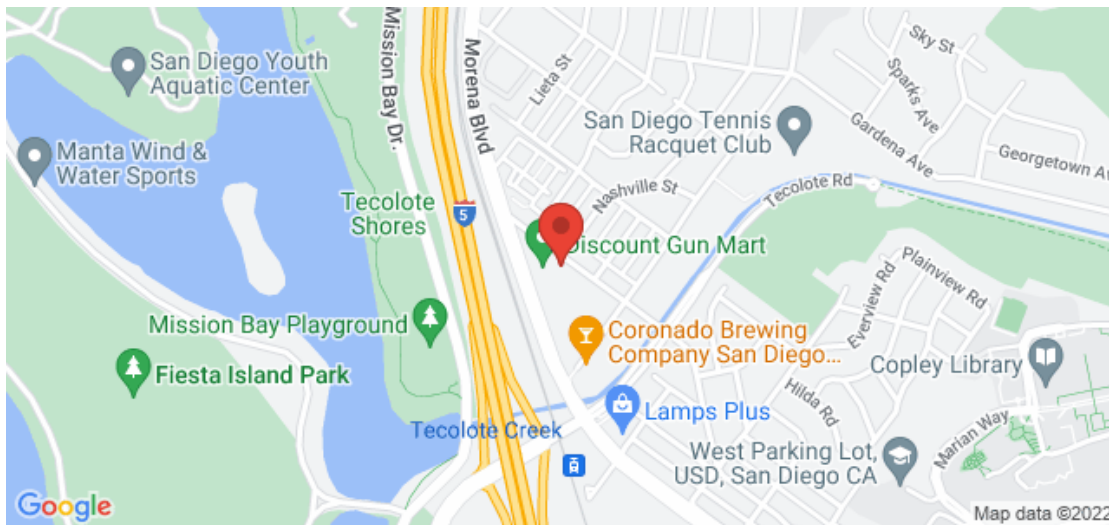 San Diego Youth
Aquatic Center
Manta Wind &
Water Sports
Mission Bay Dr.
Morena Blvd
Lieta St
San Diego Tennis
Racquet Club
Sky St
Sparks Ave
Gardena Ave
Georgetown Av
Tecolote Rd
Nashville St
Tecolote
Shores
5
Discount Gun Mart
Mission Bay Playground
Fiesta Island Park
Coronado Brewing
Company San Diego...
Everview Rd
Plainview Rd
Copley Library
Hilda Rd
Lamps Plus
Tecolote Creek
West Parking Lot,
USD, San Diego CA
Marian Way
Google
Map data ©2022